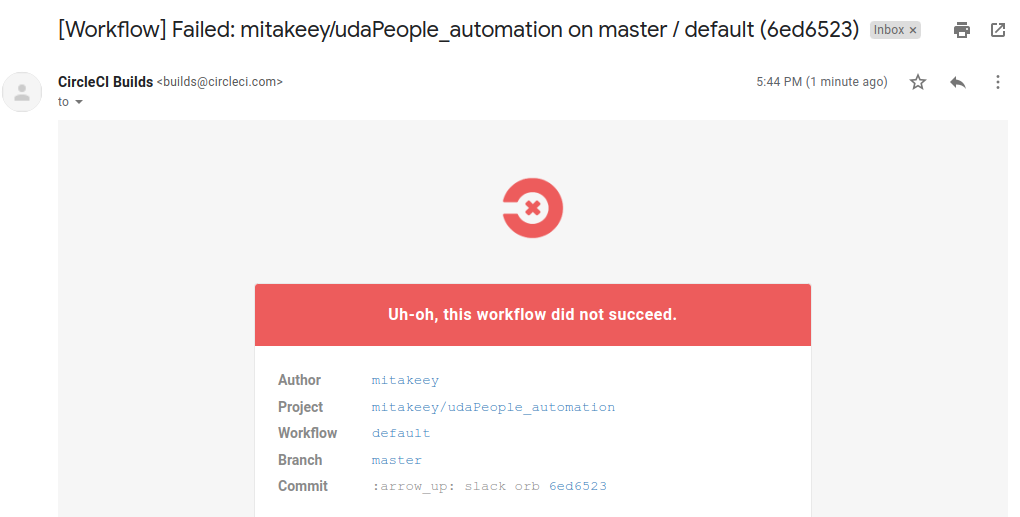 [Workflow] Failed: mitakeey/udaPeople_automation on master / default (6ed6523) Inbox ×
CircleCI Builds <builds@circleci.com> 5:44 PM (1 minute ago)
to
Uh-oh, this workflow did not succeed.
Author mitakeey
Project mitakeey/udaPeople_automation
Workflow default
Branch master
Commit :arrow_up: slack orb 6ed6523